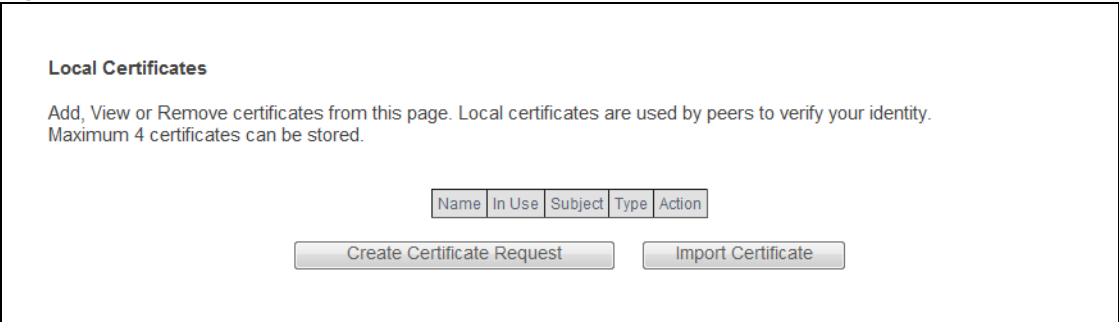 Local Certificates
Add, View or Remove certificates from this page. Local certificates are used by peers to verify your identity.
Maximum 4 certificates can be stored.
Name In Use Subject Type Action
Create Certificate Request Import Certificate